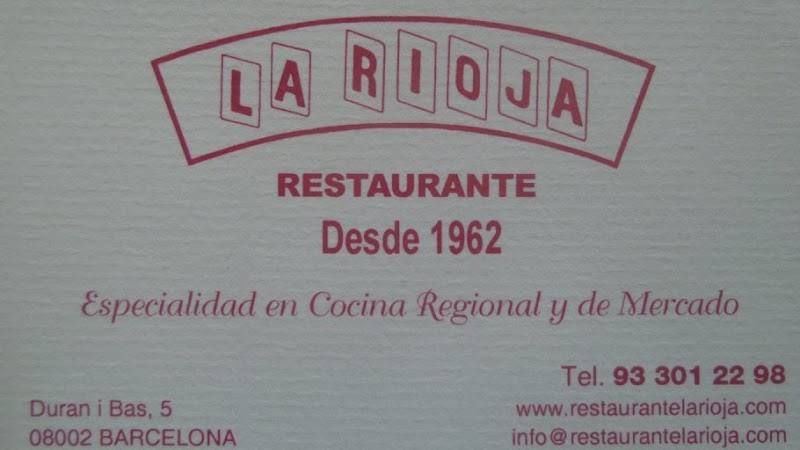 LA RIOJA
RESTAURANTE
Desde 1962
Especialidad en Cocina Regional y de Mercado
Tel. 93 301 22 98
Duran i Bas, 5
www.restaurantelarioja.com
08002 BARCELONA
info@restaurantelarioja.com